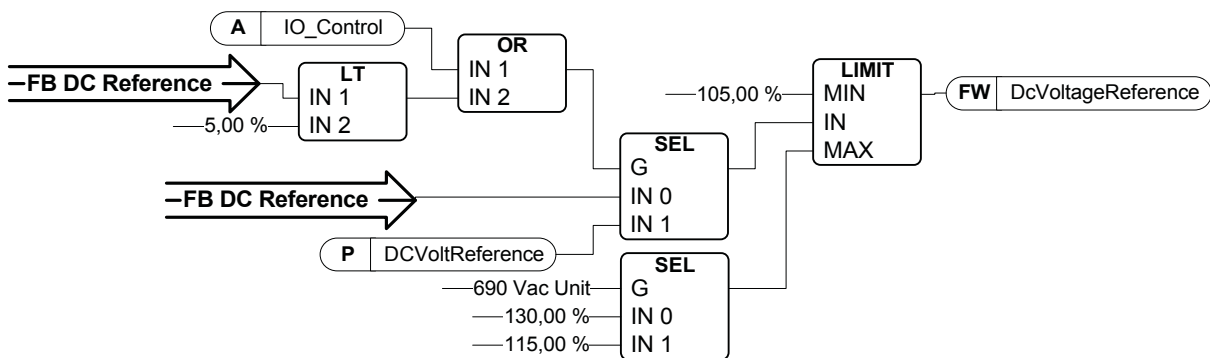 A IO_Control
FB DC Reference
LT
IN 1
IN 2
5,00 %
OR
IN 1
IN 2
FB DC Reference
P DCVoltReference
SEL
G
IN 0
IN 1
690 Vac Unit
130,00 %
115,00 %
SEL
G
IN 0
IN 1
105,00 %
LIMIT
MIN
IN
MAX
FW DcVoltageReference